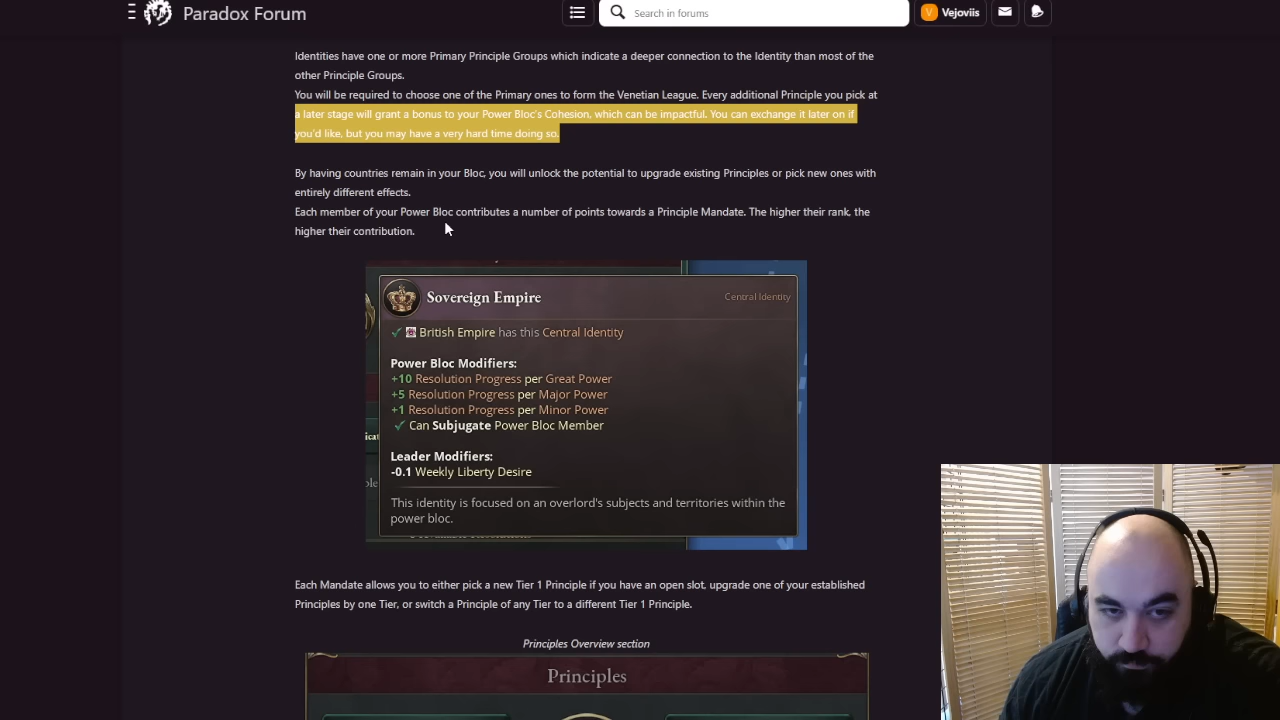 Paradox Forum
Search in forums
V Vejoviis
Identities have one or more Primary Principle Groups which indicate a deeper connection to the Identity than most of the
other Principle Groups.
You will be required to choose one of the Primary ones to form the Venetian League. Every additional Principle you pick at
a later stage will grant a bonus to your Power Bloc's Cohesion, which can be impactful. You can exchange it later on if
you'd like, but you may have a very hard time doing so.
By having countries remain in your Bloc, you will unlock the potential to upgrade existing Principles or pick new ones with
entirely different effects.
Each member of your Power Bloc contributes a number of points towards a Principle Mandate. The higher their rank, the
higher their contribution.
Sovereign Empire
Central Identity
British Empire has this Central Identity
Power Bloc Modifiers:
+10 Resolution Progress per Great Power
+5 Resolution Progress per Major Power
+1 Resolution Progress per Minor Power
Can Subjugate Power Bloc Member
Leader Modifiers:
-0.1 Weekly Liberty Desire
This identity is focused on an overlord's subjects and territories within the
power bloc.
Each Mandate allows you to either pick a new Tier 1 Principle if you have an open slot, upgrade one of your established
Principles by one Tier, or switch a Principle of any Tier to a different Tier 1 Principle.
Principles Overview section
Principles